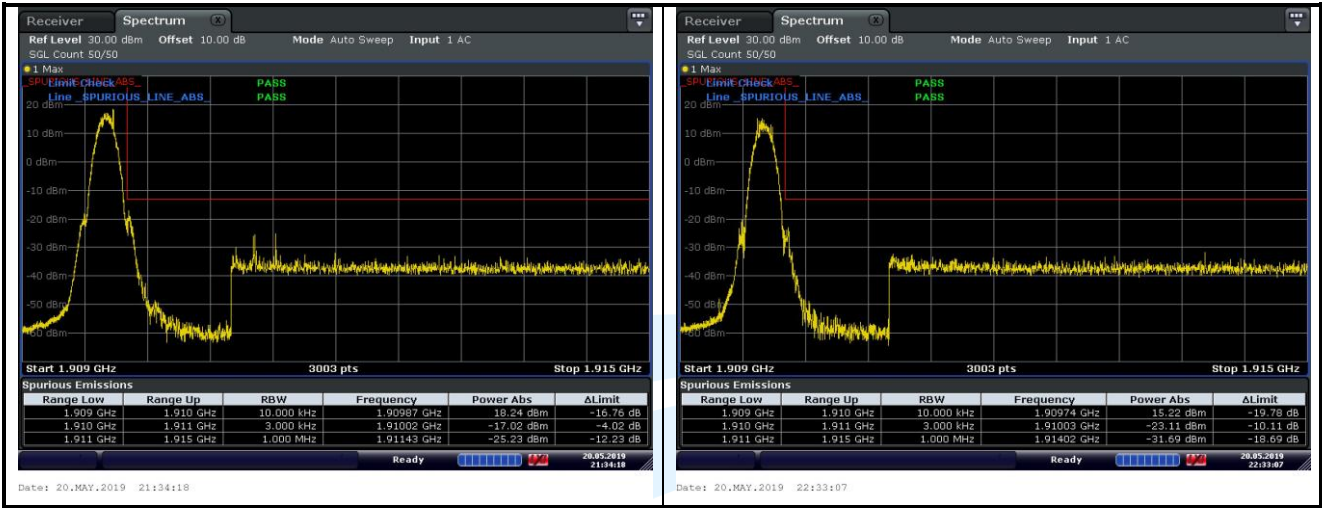 Receiver Spectrum
Ref Level 30.00 dBm Offset 10.00 dB Mode Auto Sweep Input 1 AC
SGL Count 50/50
1 Max
Limit Check PASS
Line _SPURIOUS_LINE_ABS_ PASS
20 dBm
10 dBm
0 dBm
-10 dBm
-20 dBm
-30 dBm
-40 dBm
-50 dBm
-60 dBm
Start 1.909 GHz 3003 pts Stop 1.915 GHz
Spurious Emissions
Range Low Range Up RBW Frequency Power Abs ΔLimit
1.909 GHz 1.910 GHz 10.000 kHz 1.90987 GHz 18.24 dBm -16.76 dB
1.910 GHz 1.911 GHz 3.000 kHz 1.91002 GHz -17.02 dBm -4.02 dB
1.911 GHz 1.915 GHz 1.000 MHz 1.91143 GHz -25.23 dBm -12.23 dB
Ready 20.05.2019
21:34:18
Date: 20.MAY.2019 21:34:18
Receiver Spectrum
Ref Level 30.00 dBm Offset 10.00 dB Mode Auto Sweep Input 1 AC
SGL Count 50/50
1 Max
Limit Check PASS
Line _SPURIOUS_LINE_ABS_ PASS
20 dBm
10 dBm
0 dBm
-10 dBm
-20 dBm
-30 dBm
-40 dBm
-50 dBm
-60 dBm
Start 1.909 GHz 3003 pts Stop 1.915 GHz
Spurious Emissions
Range Low Range Up RBW Frequency Power Abs ΔLimit
1.909 GHz 1.910 GHz 10.000 kHz 1.90974 GHz 15.22 dBm -19.78 dB
1.910 GHz 1.911 GHz 3.000 kHz 1.91003 GHz -23.11 dBm -10.11 dB
1.911 GHz 1.915 GHz 1.000 MHz 1.91402 GHz -31.69 dBm -18.69 dB
Ready 20.05.2019
22:33:07
Date: 20.MAY.2019 22:33:07